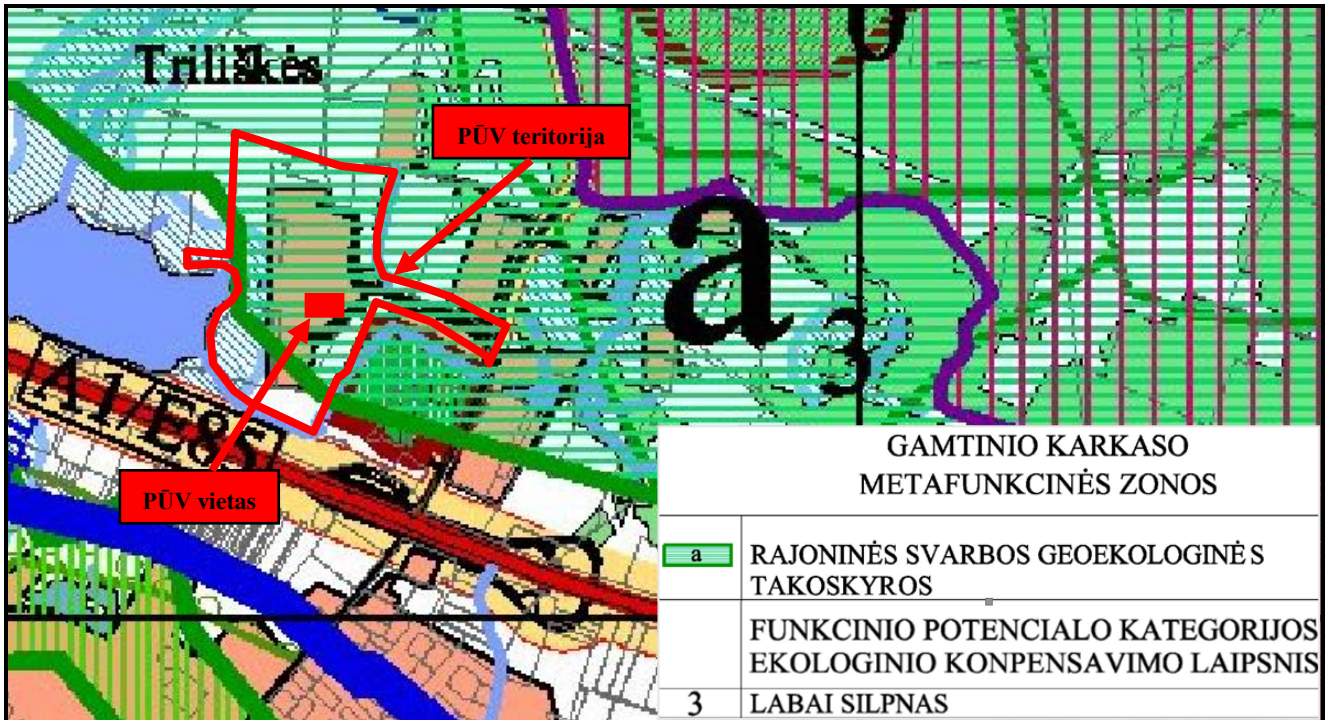 Triliškės
PŪV teritorija
a
3
A1/E85
PŪV vietas
GAMTINIO KARKASO
METAFUNKCINĖS ZONOS
a RAJONINĖS SVARBOS GEOEKOLOGINĖ S
TAKOSKYROS
FUNKCINIO POTENCIALO KATEGORIJOS
EKOLOGINIO KONPENSAVIMO LAIPSNIS
3 LABAI SILPNAS